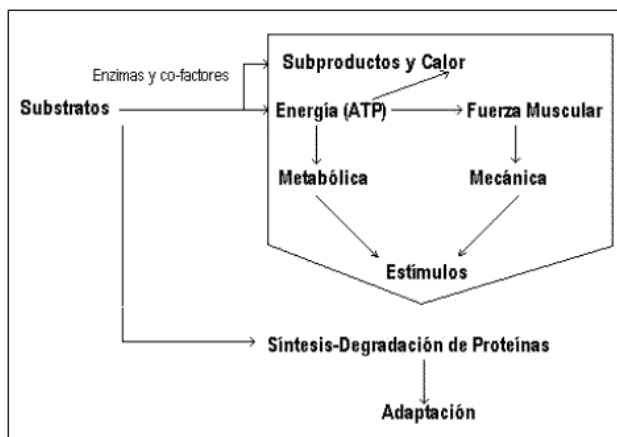 Subproductos y Calor
Enzimas y co-factores
Substratos
Energía (ATP)
Fuerza Muscular
Metabólica
Mecánica
Estímulos
Síntesis-Degradación de Proteínas
Adaptación